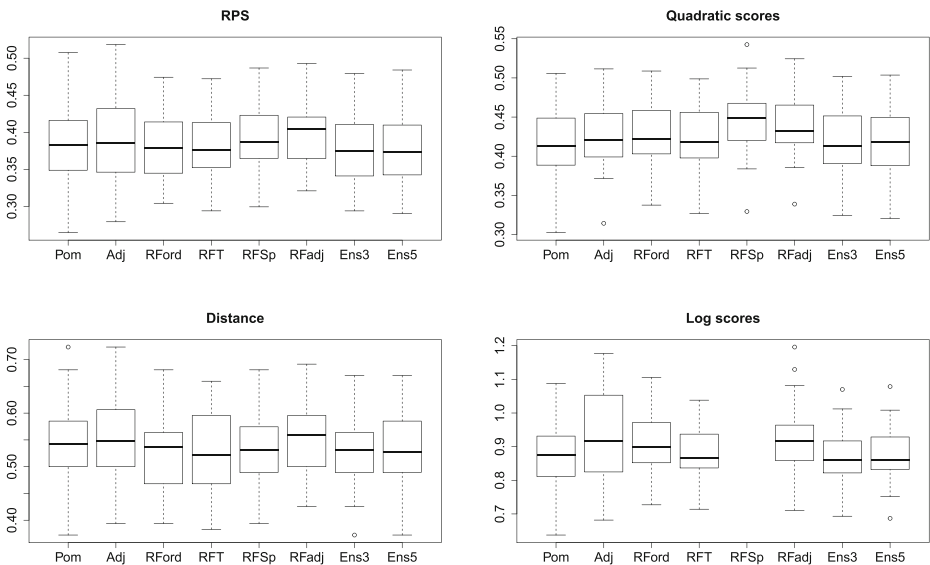 RPS
0.50
0.45
0.40
0.35
0.30
Pom Adj RFord RFT RFSp RFadj Ens3 Ens5
Quadratic scores
0.55
0.50
0.45
0.40
0.35
0.30
Pom Adj RFord RFT RFSp RFadj Ens3 Ens5
Distance
0.70
0.60
0.50
0.40
Pom Adj RFord RFT RFSp RFadj Ens3 Ens5
Log scores
1.2
1.1
1.0
0.9
0.8
0.7
Pom Adj RFord RFT RFSp RFadj Ens3 Ens5